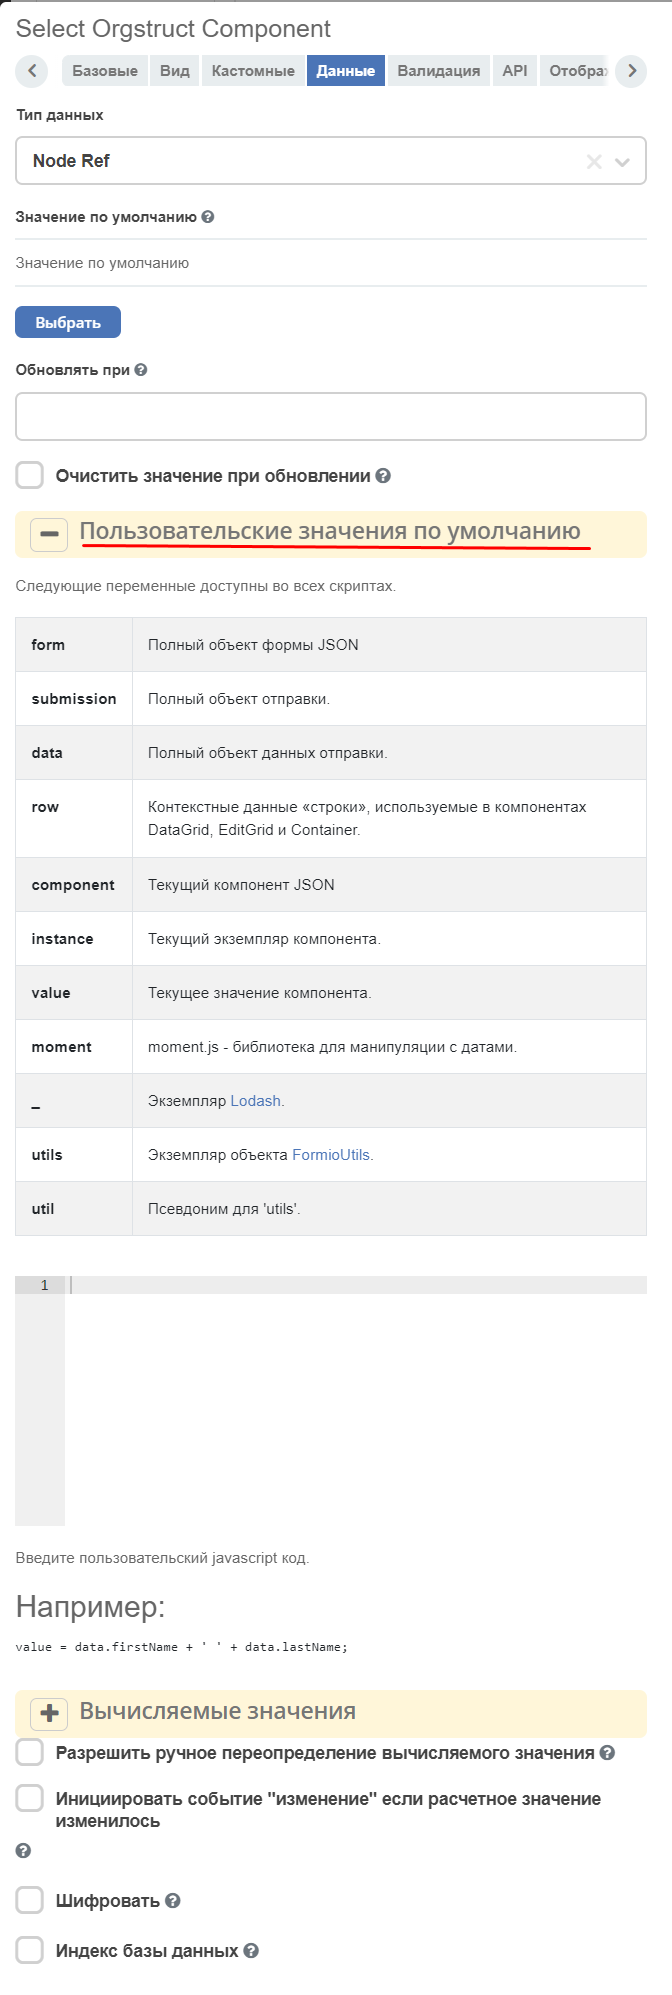 Select Orgstruct Component
Базовые Вид Кастомные Данные Валидация API Отображ
Тип данных
Node Ref
Значение по умолчанию
Значение по умолчанию
Выбрать
Обновлять при
Очистить значение при обновлении
Пользовательские значения по умолчанию
Следующие переменные доступны во всех скриптах.
form Полный объект формы JSON
submission Полный объект отправки.
data Полный объект данных отправки.
row Контекстные данные «строки», используемые в компонентах
DataGrid, EditGrid и Container.
component Текущий компонент JSON
instance Текущий экземпляр компонента.
value Текущее значение компонента.
moment moment.js - библиотека для манипуляции с датами.
_ Экземпляр Lodash.
utils Экземпляр объекта FormioUtils.
util Псевдоним для 'utils'.
1
Введите пользовательский javascript код.
Например:
value = data.firstName + ' ' + data.lastName;
Вычисляемые значения
Разрешить ручное переопределение вычисляемого значения
Инициировать событие "изменение" если расчетное значение
изменилось
Шифровать
Индекс базы данных